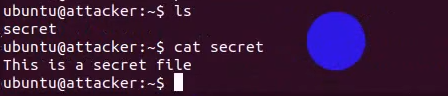 ubuntu@attacker:~$ ls
secret
ubuntu@attacker:~$ cat secret
This is a secret file
ubuntu@attacker:~$